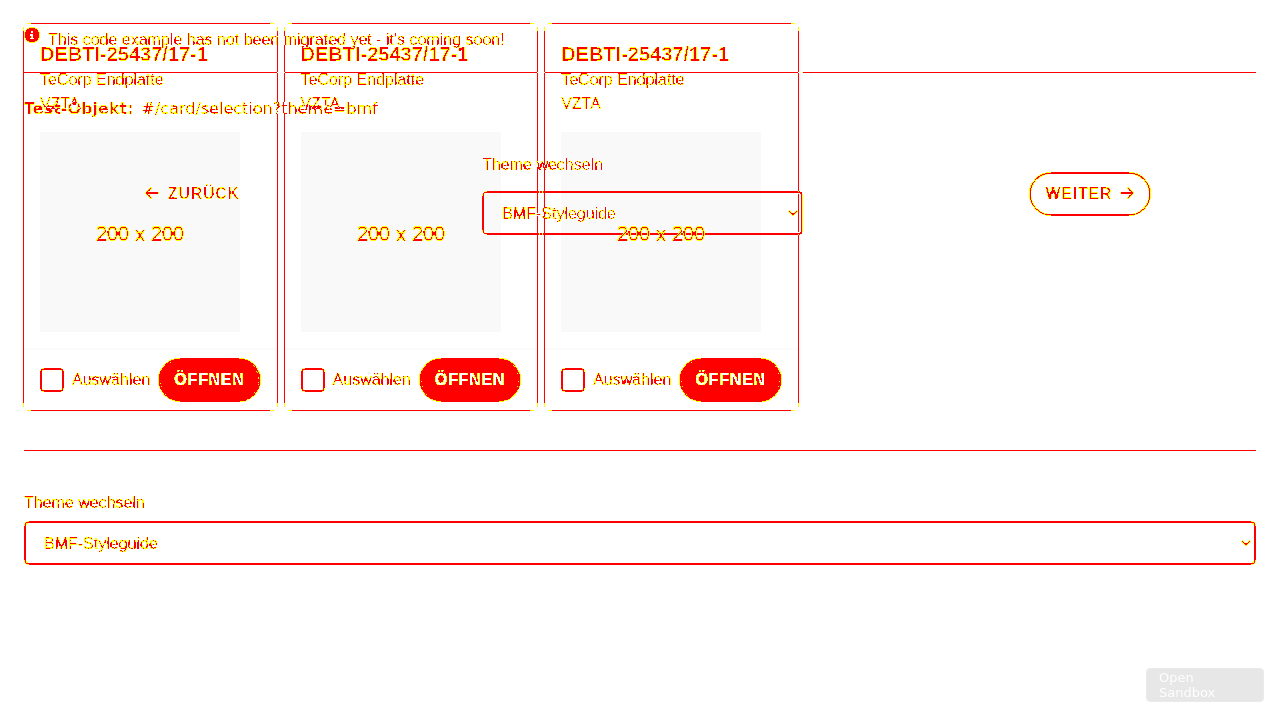 This code example has not been migrated yet - it's coming soon!
DEBTI-25437/17-1 DEBTI-25437/17-1 DEBTI-25437/17-1
TeCorp Endplatte TeCorp Endplatte TeCorp Endplatte
VZTA VZTA VZTA
Test-Objekt: #/card/selection?theme=bmf
Theme wechseln
← ZURÜCK WEITER →
BMF-Styleguide
200 x 200 200 x 200 200 x 200
Auswählen ÖFFNEN Auswählen ÖFFNEN Auswählen ÖFFNEN
Theme wechseln
BMF-Styleguide
Open
Sandbox